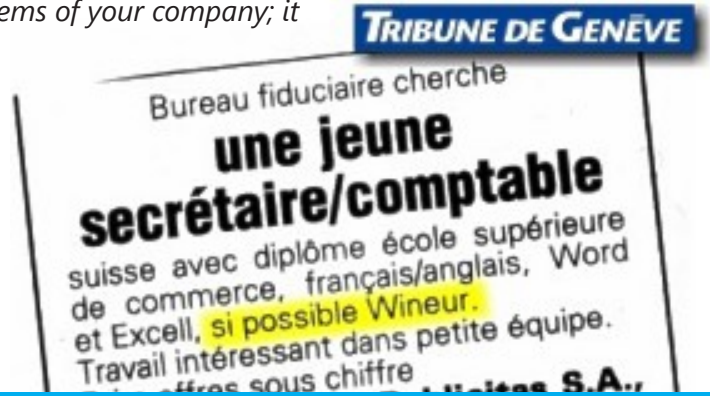 ems of your company; it
TRIBUNE DE GENÈVE
Bureau fiduciaire cherche
une jeune
secrétaire/comptable
suisse avec diplôme école supérieure
de commerce, français/anglais, Word
et Excell, si possible Wineur.
Travail intéressant dans petite équipe.
offres sous chiffre
S.A.,